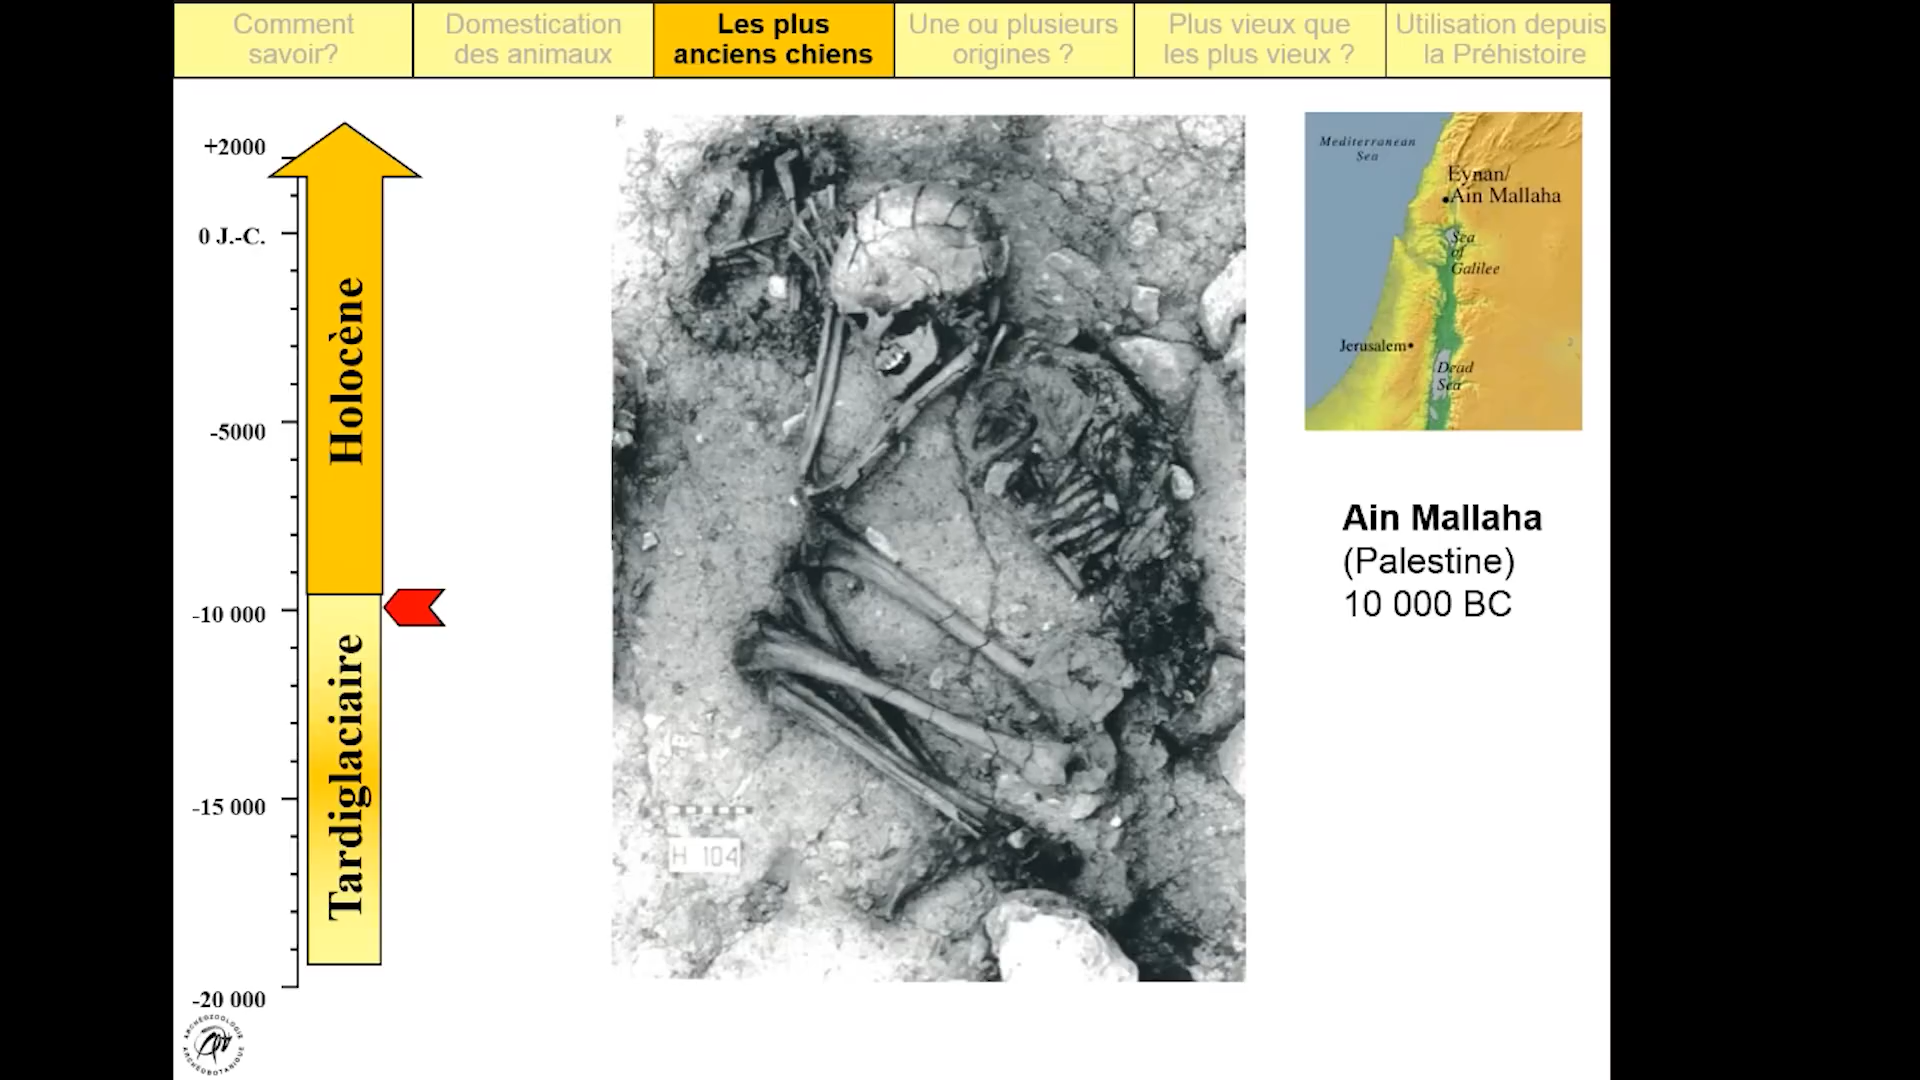 Comment
savoir?
Domestication
des animaux
Les plus
anciens chiens
Une ou plusieurs
origines ?
Plus vieux que
les plus vieux ?
Utilisation depuis
la Préhistoire
+2000
0 J.-C.
-5000
-10 000
-15 000
-20 000
Holocène
Tardiglaciaire
H 104
Mediterranean
Sea
Eynan/
Ain Mallaha
Sea
of
Galilee
Jerusalem
Dead
Sea
Ain Mallaha
(Palestine)
10 000 BC
ARCHÉOZOOLOGIE
ARCHÉOBOTANIQUE